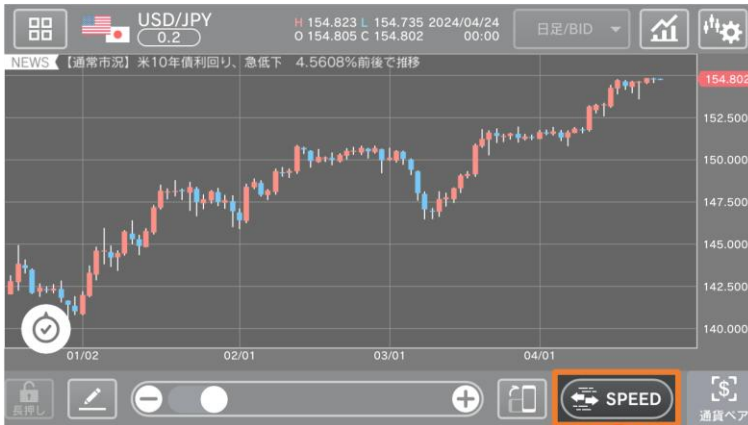 USD/JPY
0.2
H 154.823 L 154.735 2024/04/24
O 154.805 C 154.802 00:00
日足/BID
NEWS 【通常市況】米10年債利回り、急低下 4.5608%前後で推移
154.802
152.500
150.000
147.500
145.000
142.500
140.000
01/02 02/01 03/01 04/01
長押し
SPEED
$
通貨ペア